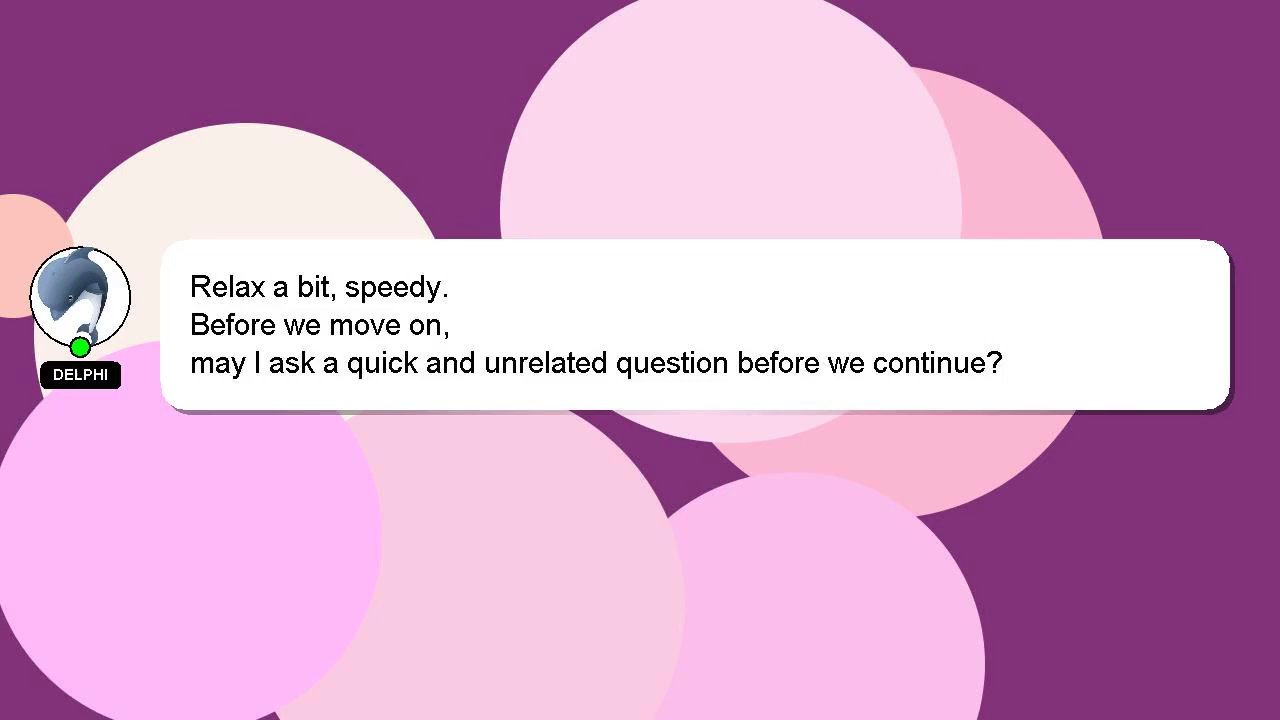 Relax a bit, speedy.
Before we move on,
may I ask a quick and unrelated question before we continue?
DELPHI